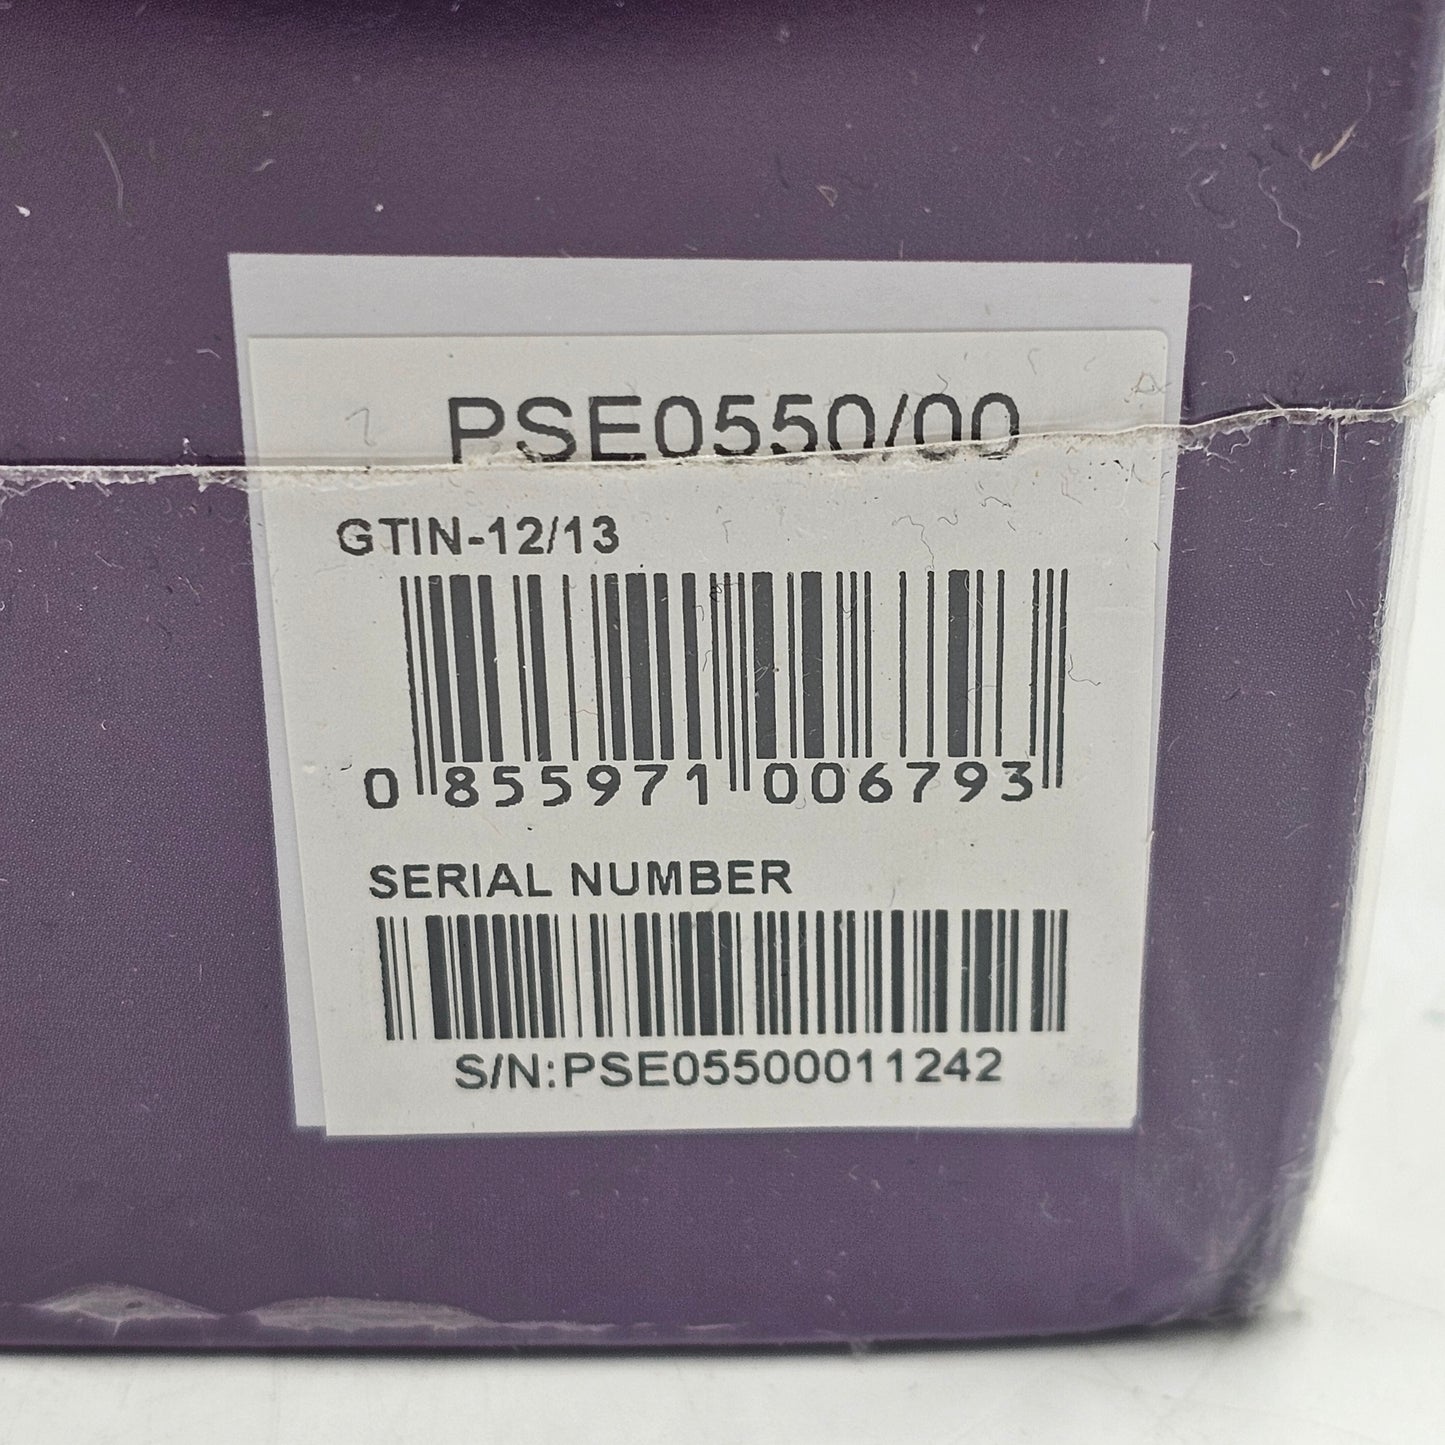 PSE0550/00
GTIN-12/13
0 855971 006793
SERIAL NUMBER
S/N:PSE05500011242